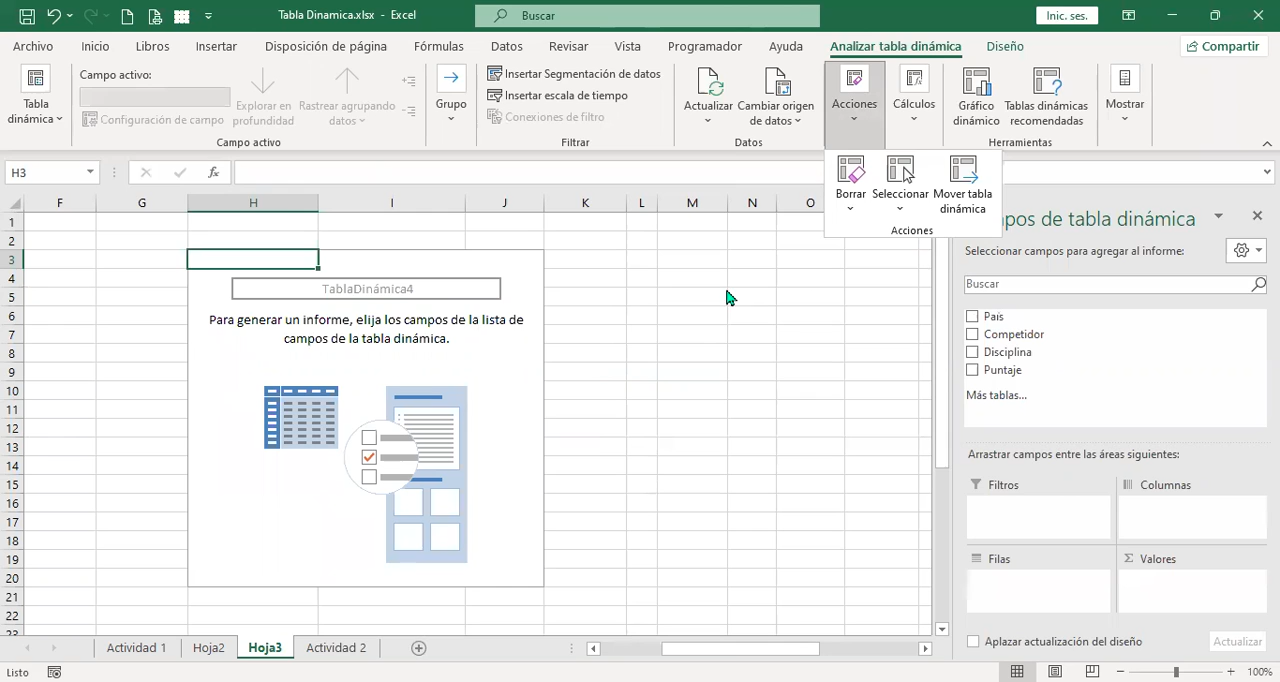 Tabla Dinamica.xlsx - Excel
Buscar
Inic. ses.
Archivo Inicio Libros Insertar Disposición de página Fórmulas Datos Revisar Vista Programador Ayuda Analizar tabla dinámica Diseño Compartir
Tabla dinámica
Campo activo:
Configuración de campo
Explorar en profundidad
Rastrear agrupando datos
Campo activo
Grupo
Insertar Segmentación de datos
Insertar escala de tiempo
Conexiones de filtro
Filtrar
Actualizar
Cambiar origen de datos
Datos
Acciones
Cálculos
Gráfico dinámico
Tablas dinámicas recomendadas
Herramientas
Mostrar
Borrar
Seleccionar
Mover tabla dinámica
Acciones
H3
fx
F G H I J K L M N O
1
2
3
4
5
6
7
8
9
10
11
12
13
14
15
16
17
18
19
20
21
22
23
TablaDinámica4
Para generar un informe, elija los campos de la lista de
campos de la tabla dinámica.
pos de tabla dinámica
Seleccionar campos para agregar al informe:
Buscar
País
Competidor
Disciplina
Puntaje
Más tablas...
Arrastrar campos entre las áreas siguientes:
Filtros
Columnas
Filas
Σ Valores
Aplazar actualización del diseño
Actualizar
Actividad 1 Hoja2 Hoja3 Actividad 2
Listo
100%